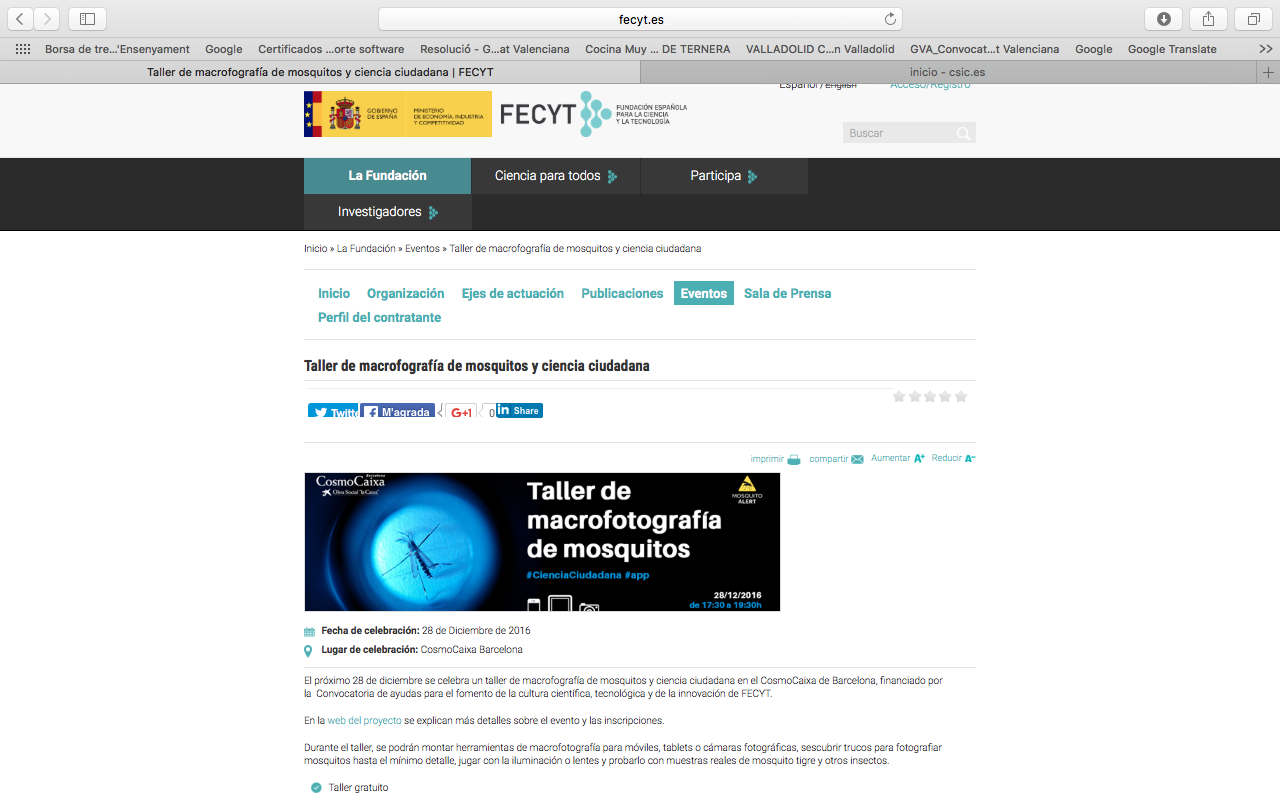 fecyt.es
Borsa de tre...'Ensenyament Google Certificados ...orte software Resolució - G...at Valenciana Cocina Muy ... DE TERNERA VALLADOLID C...n Valladolid GVA_Convocat...t Valenciana Google Google Translate >>
Taller de macrofografía de mosquitos y ciencia ciudadana | FECYT inicio - csic.es
Español/English Acceso/Registro
GOBIERNO DE ESPAÑA
MINISTERIO DE ECONOMÍA, INDUSTRIA Y COMPETITIVIDAD
FECYT
FUNDACIÓN ESPAÑOLA
PARA LA CIENCIA
Y LA TECNOLOGÍA
Buscar
La Fundación Ciencia para todos Participa
Investigadores
Inicio » La Fundación » Eventos » Taller de macrofografía de mosquitos y ciencia ciudadana
Inicio Organización Ejes de actuación Publicaciones Eventos Sala de Prensa
Perfil del contratante
Taller de macrofografía de mosquitos y ciencia ciudadana
Twitte M'agrada G+1 0 in Share
imprimir compartir Aumentar A+ Reducir A-
Barcelona
CosmoCaixa
Obra Social "la Caixa"
Taller de
macrofotografía
de mosquitos
#CienciaCiudadana #app
MOSQUITO
ALERT
28/12/2016
de 17:30 a 19:30h
Fecha de celebración: 28 de Diciembre de 2016
Lugar de celebración: CosmoCaixa Barcelona
El próximo 28 de diciembre se celebra un taller de macrofografía de mosquitos y ciencia ciudadana en el CosmoCaixa de Barcelona, financiado por
la Convocatoria de ayudas para el fomento de la cultura científica, tecnológica y de la innovación de FECYT.
En la web del proyecto se explican más detalles sobre el evento y las inscripciones.
Durante el taller, se podrán montar herramientas de macrofotografía para móviles, tablets o cámaras fotográficas, sescubrir trucos para fotografiar
mosquitos hasta el mínimo detalle, jugar con la iluminación o lentes y probarlo con muestras reales de mosquito tigre y otros insectos.
Taller gratuito